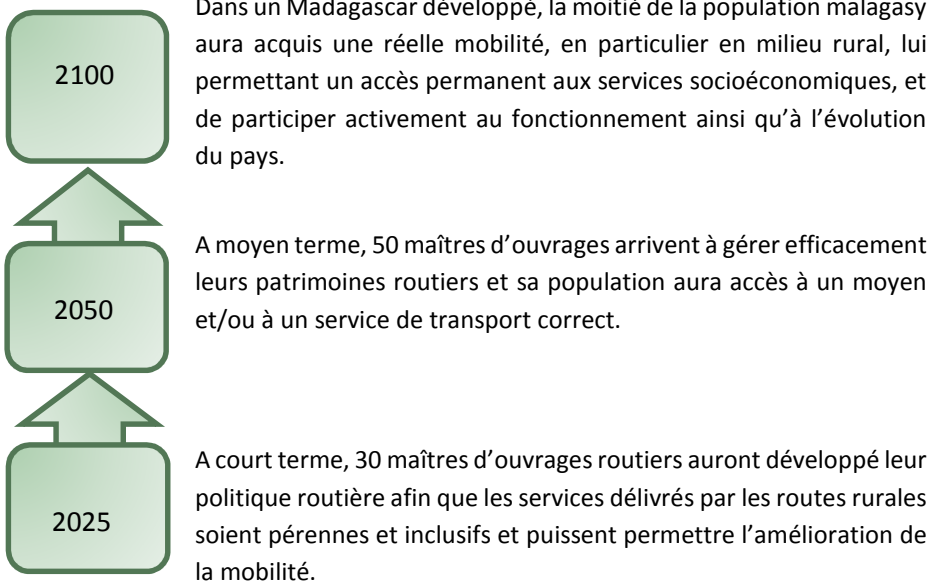 Dans un Madagascar développé, la moitié de la population malagasy
aura acquis une réelle mobilité, en particulier en milieu rural, lui
2100
permettant un accès permanent aux services socioéconomiques, et
de participer activement au fonctionnement ainsi qu’à l’évolution
du pays.
A moyen terme, 50 maîtres d’ouvrages arrivent à gérer efficacement
leurs patrimoines routiers et sa population aura accès à un moyen
2050
et/ou à un service de transport correct.
A court terme, 30 maîtres d’ouvrages routiers auront développé leur
politique routière afin que les services délivrés par les routes rurales
2025
soient pérennes et inclusifs et puissent permettre l’amélioration de
la mobilité.